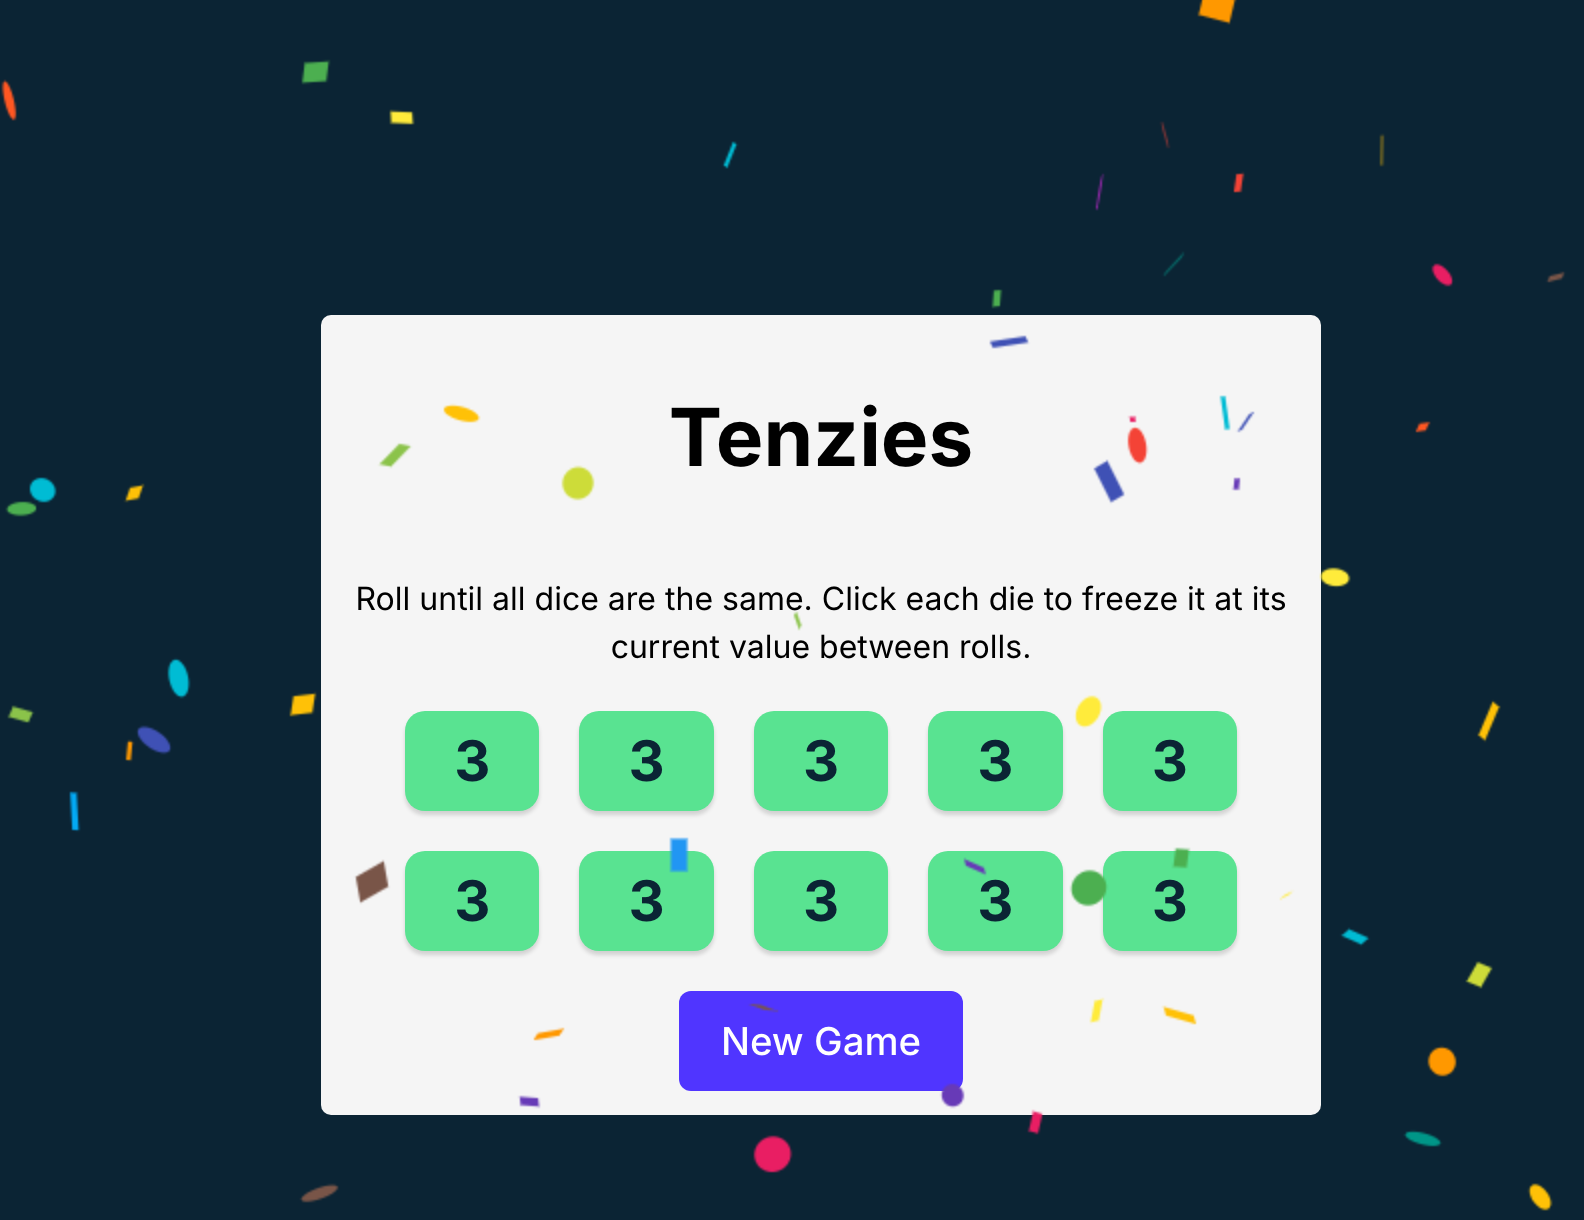 Tenzies
Roll until all dice are the same. Click each die to freeze it at its
current value between rolls.
3 3 3 3 3
3 3 3 3 3
New Game